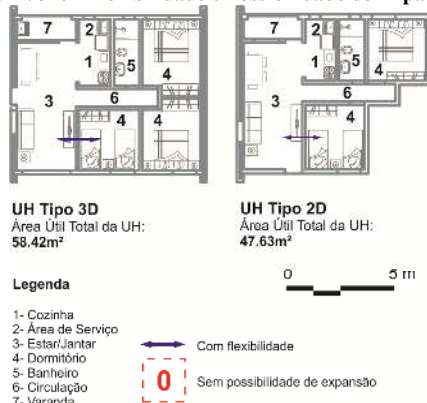 7 2 1 5 4
3 6
4 4
7 2 1 5 4
3 6
4
UH Tipo 3D
Área Útil Total da UH:
58.42m²
UH Tipo 2D
Área Útil Total da UH:
47.63m²
0 5 m
Legenda
1- Cozinha
2- Área de Serviço
3- Estar/Jantar
4- Dormitório
5- Banheiro
6- Circulação
7- Varanda
Com flexibilidade
0 Sem possibilidade de expansão